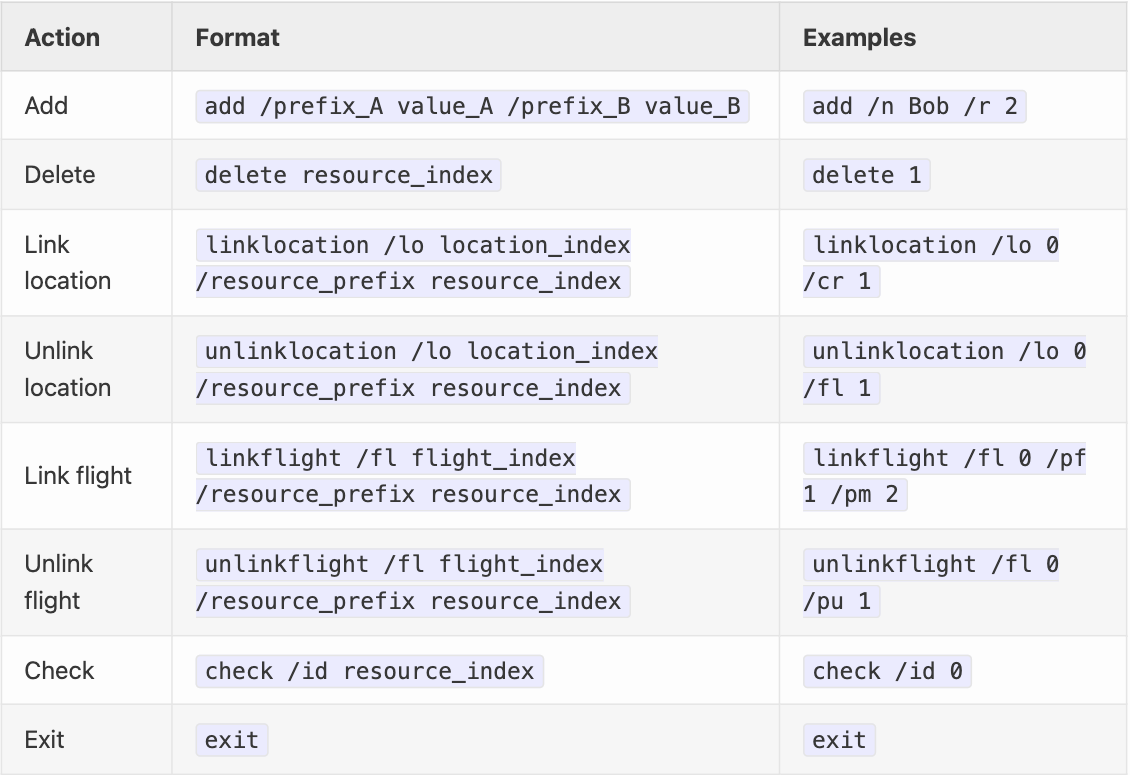 Action Format Examples
Add add /prefix_A value_A /prefix_B value_B add /n Bob /r 2
Delete delete resource_index delete 1
Link location linklocation /lo location_index
/resource_prefix resource_index linklocation /lo 0
/cr 1
Unlink location unlinklocation /lo location_index
/resource_prefix resource_index unlinklocation /lo 0
/fl 1
Link flight linkflight /fl flight_index
/resource_prefix resource_index linkflight /fl 0 /pf
1 /pm 2
Unlink flight unlinkflight /fl flight_index
/resource_prefix resource_index unlinkflight /fl 0
/pu 1
Check check /id resource_index check /id 0
Exit exit exit